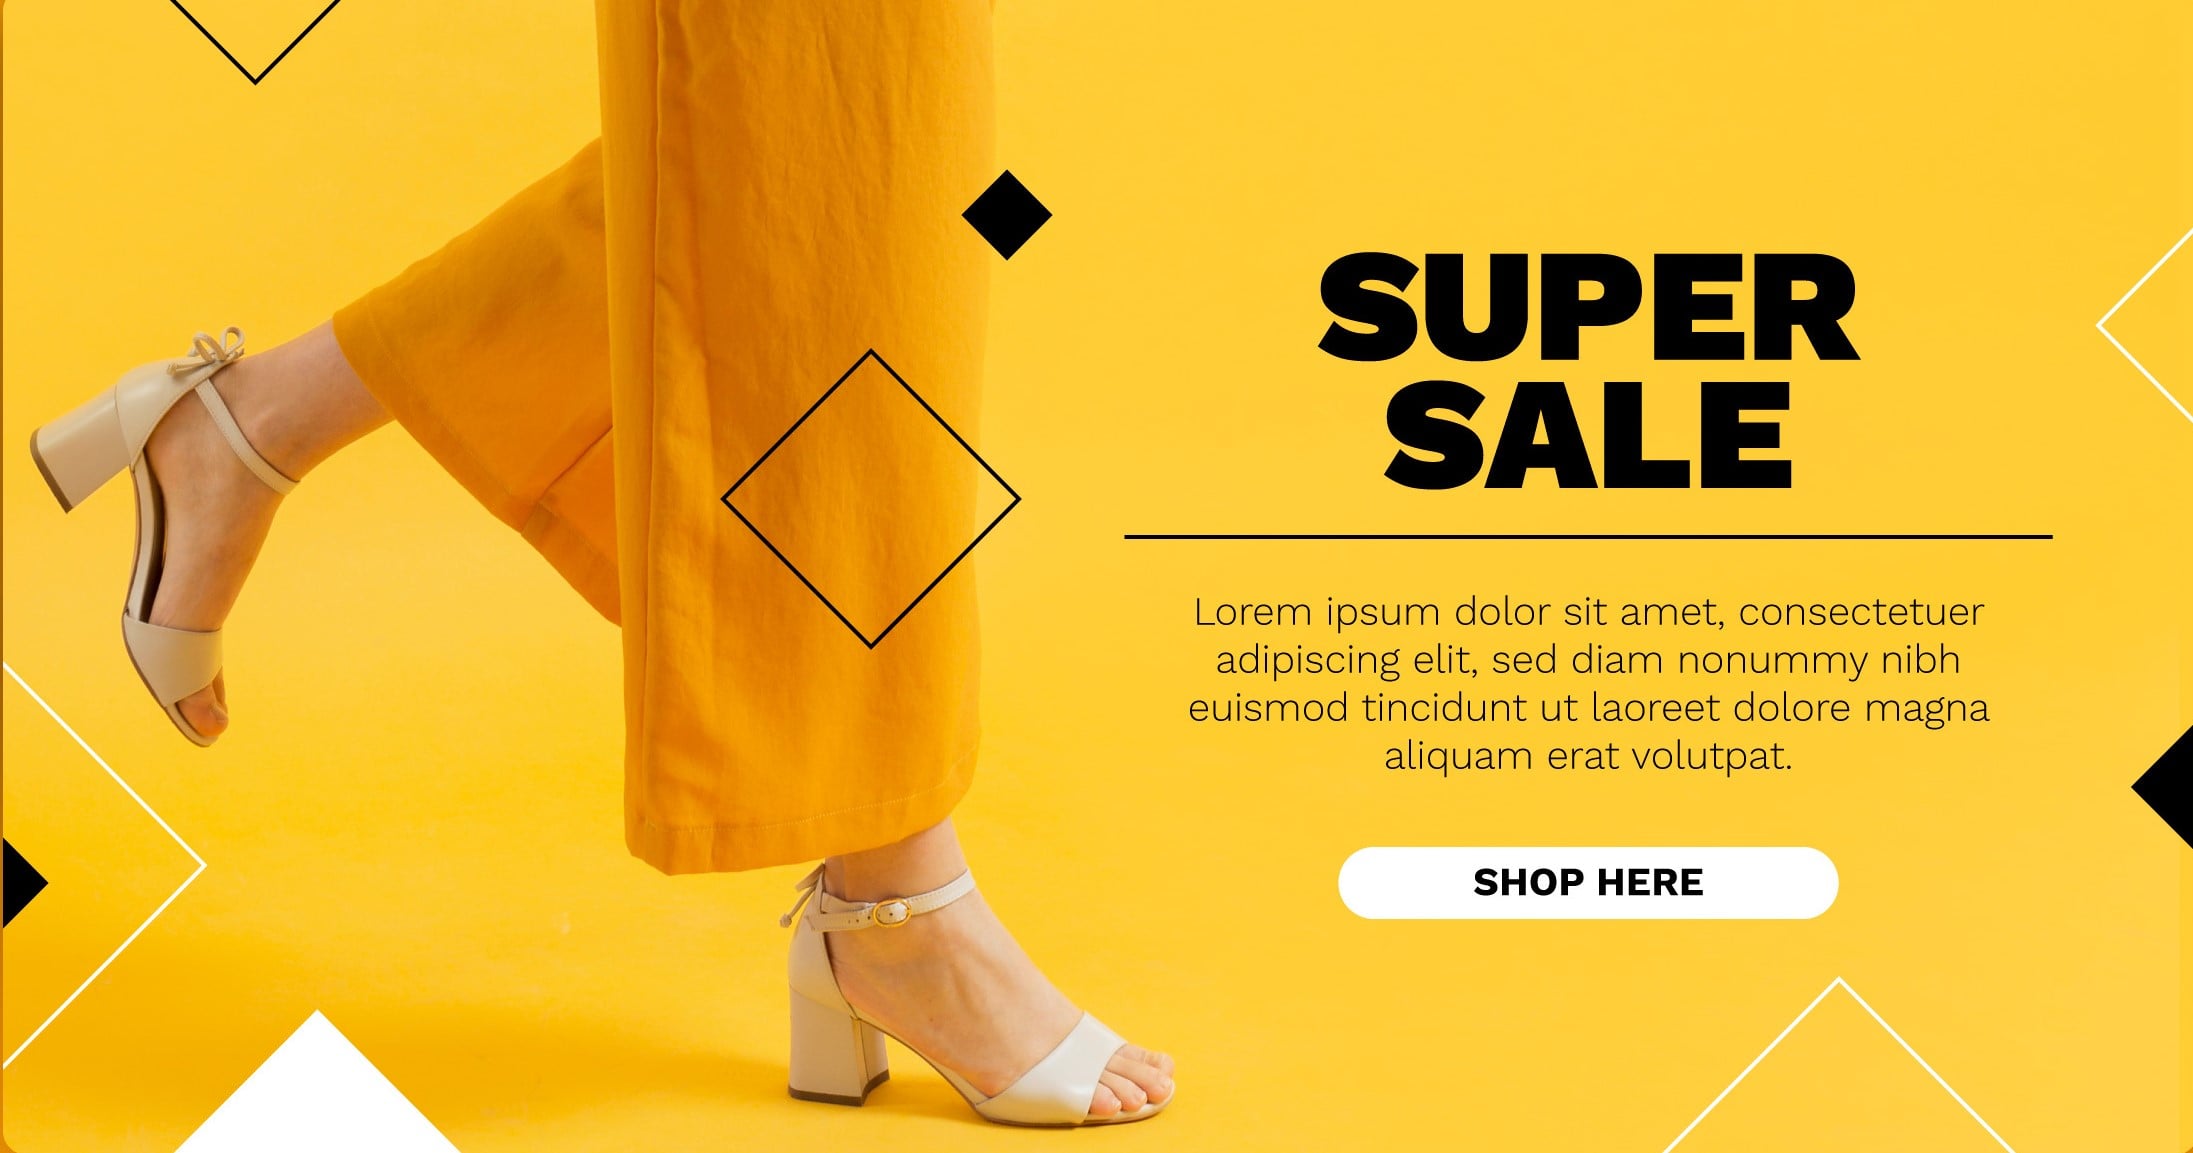 SUPER
SALE
Lorem ipsum dolor sit amet, consectetuer
adipiscing elit, sed diam nonummy nibh
euismod tincidunt ut laoreet dolore magna
aliquam erat volutpat.
SHOP HERE